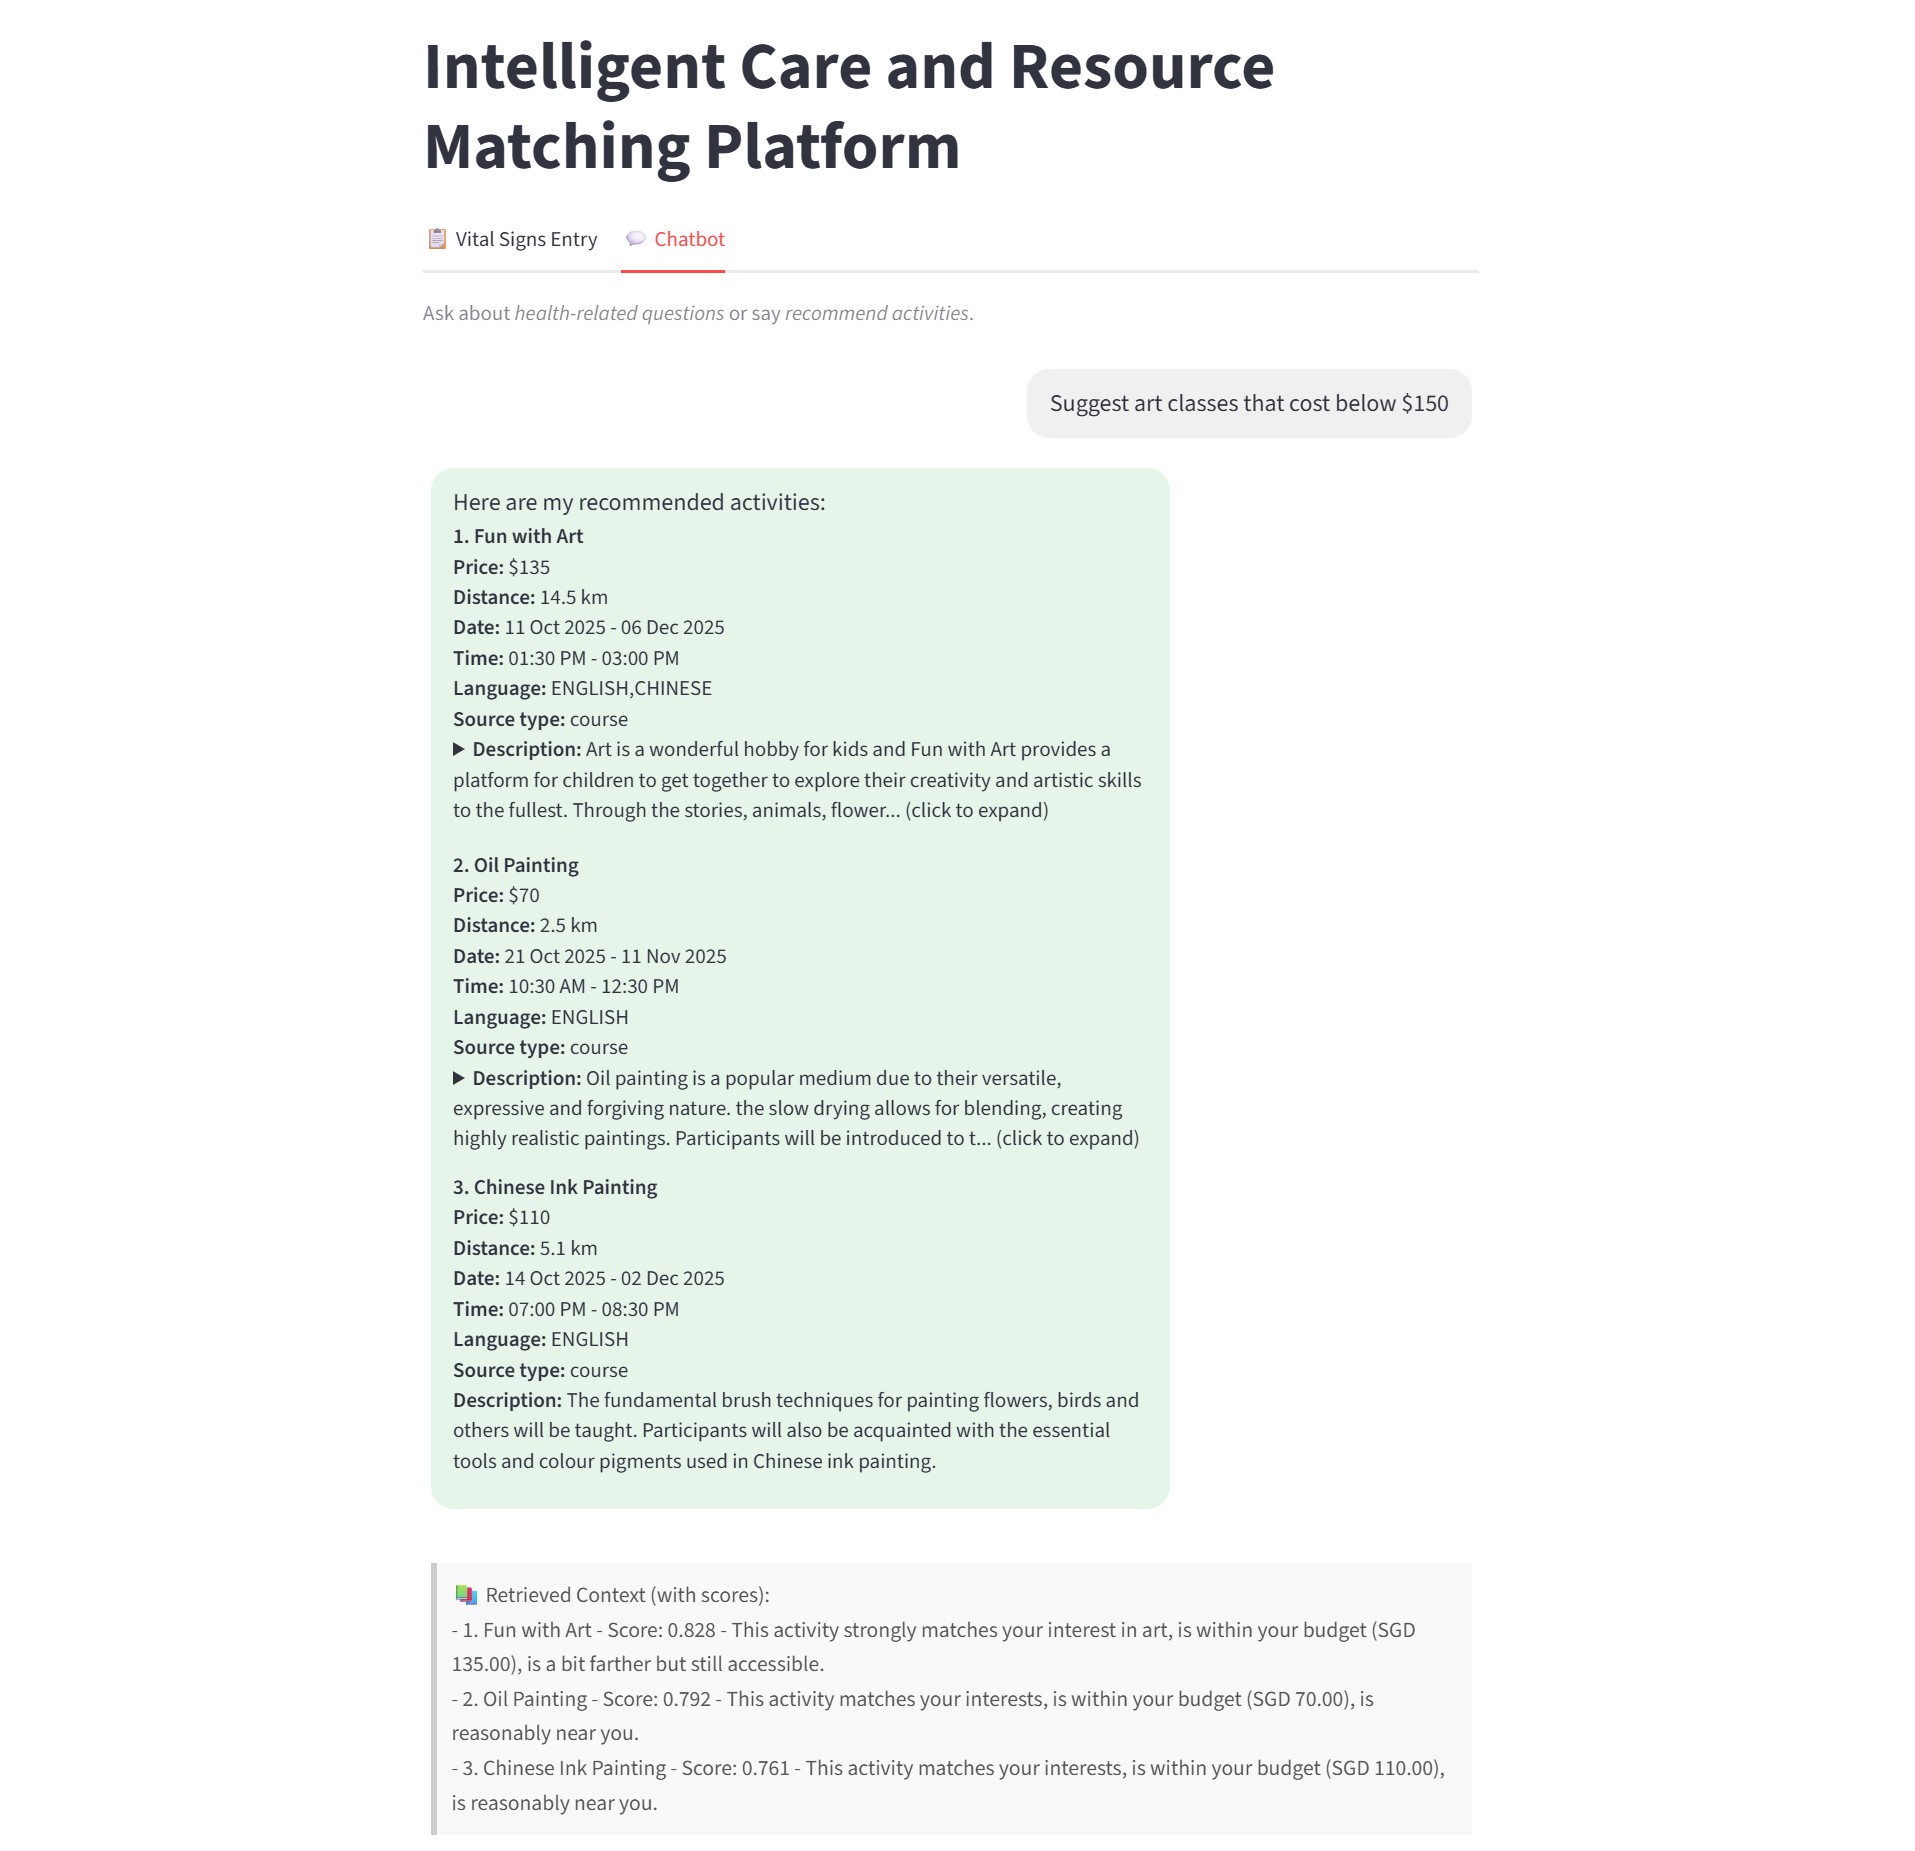 Intelligent Care and Resource
Matching Platform
Vital Signs Entry
Chatbot
Ask about health-related questions or say recommend activities.
Suggest art classes that cost below $150
Here are my recommended activities:
1. Fun with Art
Price: $135
Distance: 14.5 km
Date: 11 Oct 2025 - 06 Dec 2025
Time: 01:30 PM - 03:00 PM
Language: ENGLISH,CHINESE
Source type: course
▶ Description: Art is a wonderful hobby for kids and Fun with Art provides a
platform for children to get together to explore their creativity and artistic skills
to the fullest. Through the stories, animals, flower... (click to expand)
2. Oil Painting
Price: $70
Distance: 2.5 km
Date: 21 Oct 2025 - 11 Nov 2025
Time: 10:30 AM - 12:30 PM
Language: ENGLISH
Source type: course
▶ Description: Oil painting is a popular medium due to their versatile,
expressive and forgiving nature. the slow drying allows for blending, creating
highly realistic paintings. Participants will be introduced to t... (click to expand)
3. Chinese Ink Painting
Price: $110
Distance: 5.1 km
Date: 14 Oct 2025 - 02 Dec 2025
Time: 07:00 PM - 08:30 PM
Language: ENGLISH
Source type: course
Description: The fundamental brush techniques for painting flowers, birds and
others will be taught. Participants will also be acquainted with the essential
tools and colour pigments used in Chinese ink painting.
Retrieved Context (with scores):
- 1. Fun with Art - Score: 0.828 - This activity strongly matches your interest in art, is within your budget (SGD
135.00), is a bit farther but still accessible.
- 2. Oil Painting - Score: 0.792 - This activity matches your interests, is within your budget (SGD 70.00), is
reasonably near you.
- 3. Chinese Ink Painting - Score: 0.761 - This activity matches your interests, is within your budget (SGD 110.00),
is reasonably near you.